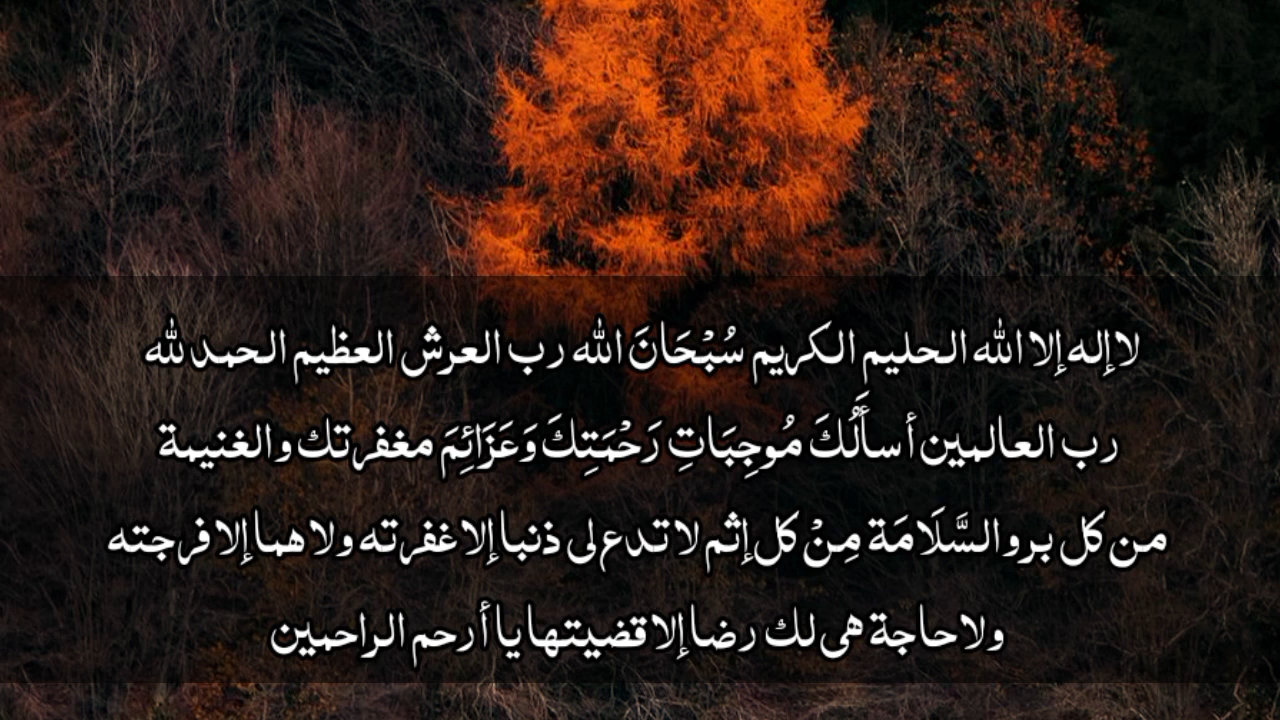 لا إله إلا الله الحليم الكريم سُبْحَانَ الله رب العرش العظيم الحمد لله
رب العالمين أسأَلُكَ مُوجِبَاتِ رَحْمَتِكَ وَعَزَائِمَ مغفرتك والغنيمة
من كل بر والسَّلَامَة مِنْ كل إثم لا تدع لى ذنبا إلا غفرته ولا هما إلا فرجته
ولا حاجة هى لك رضا إلا قضيتها يا أرحم الراحمين